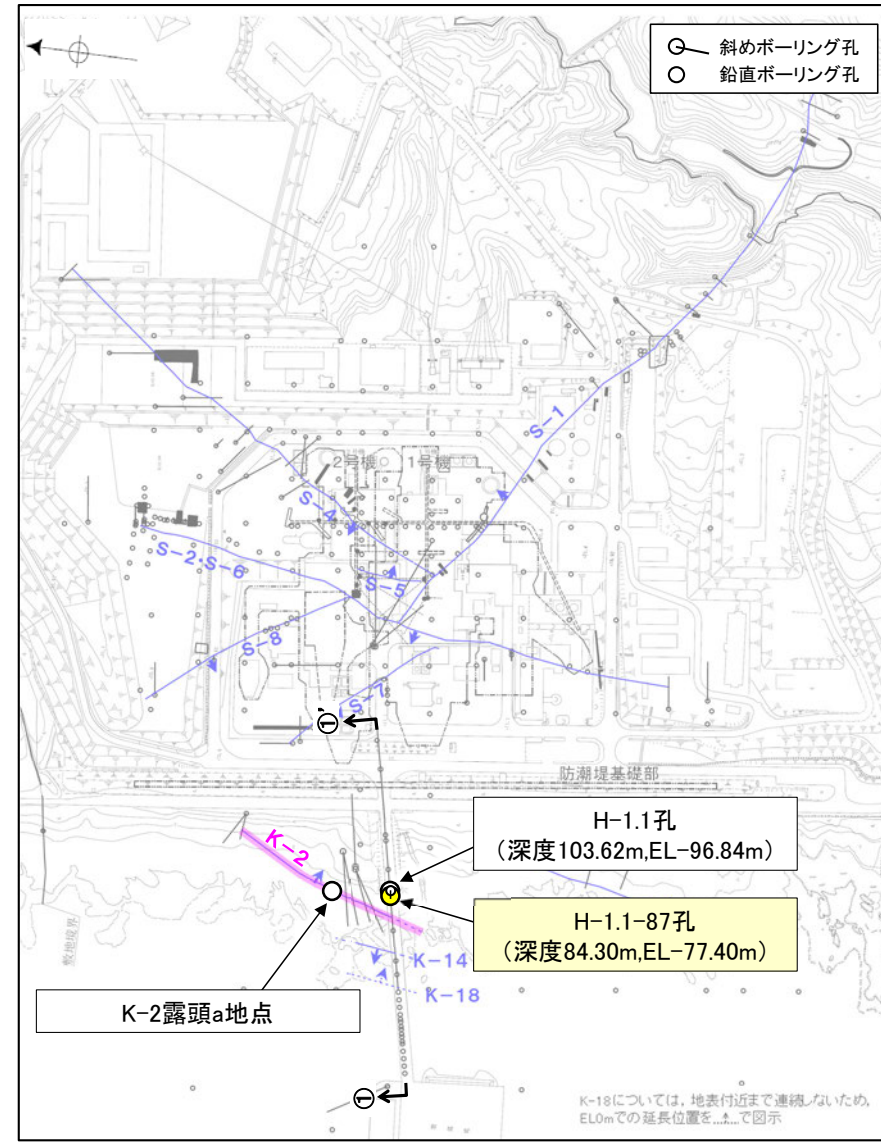 斜めボーリング孔
鉛直ボーリング孔
S-1
2号機
1号機
S-4
S-2・S-6
S-5
S-8
S-7
①
防潮堤基礎部
H-1.1孔
(深度103.62m,EL-96.84m)
K-2
H-1.1-87孔
(深度84.30m,EL-77.40m)
敷地境界
K-14
K-18
K-2露頭a地点
①
K-18については，地表付近まで連続しないため，
EL0mでの延長位置を で図示